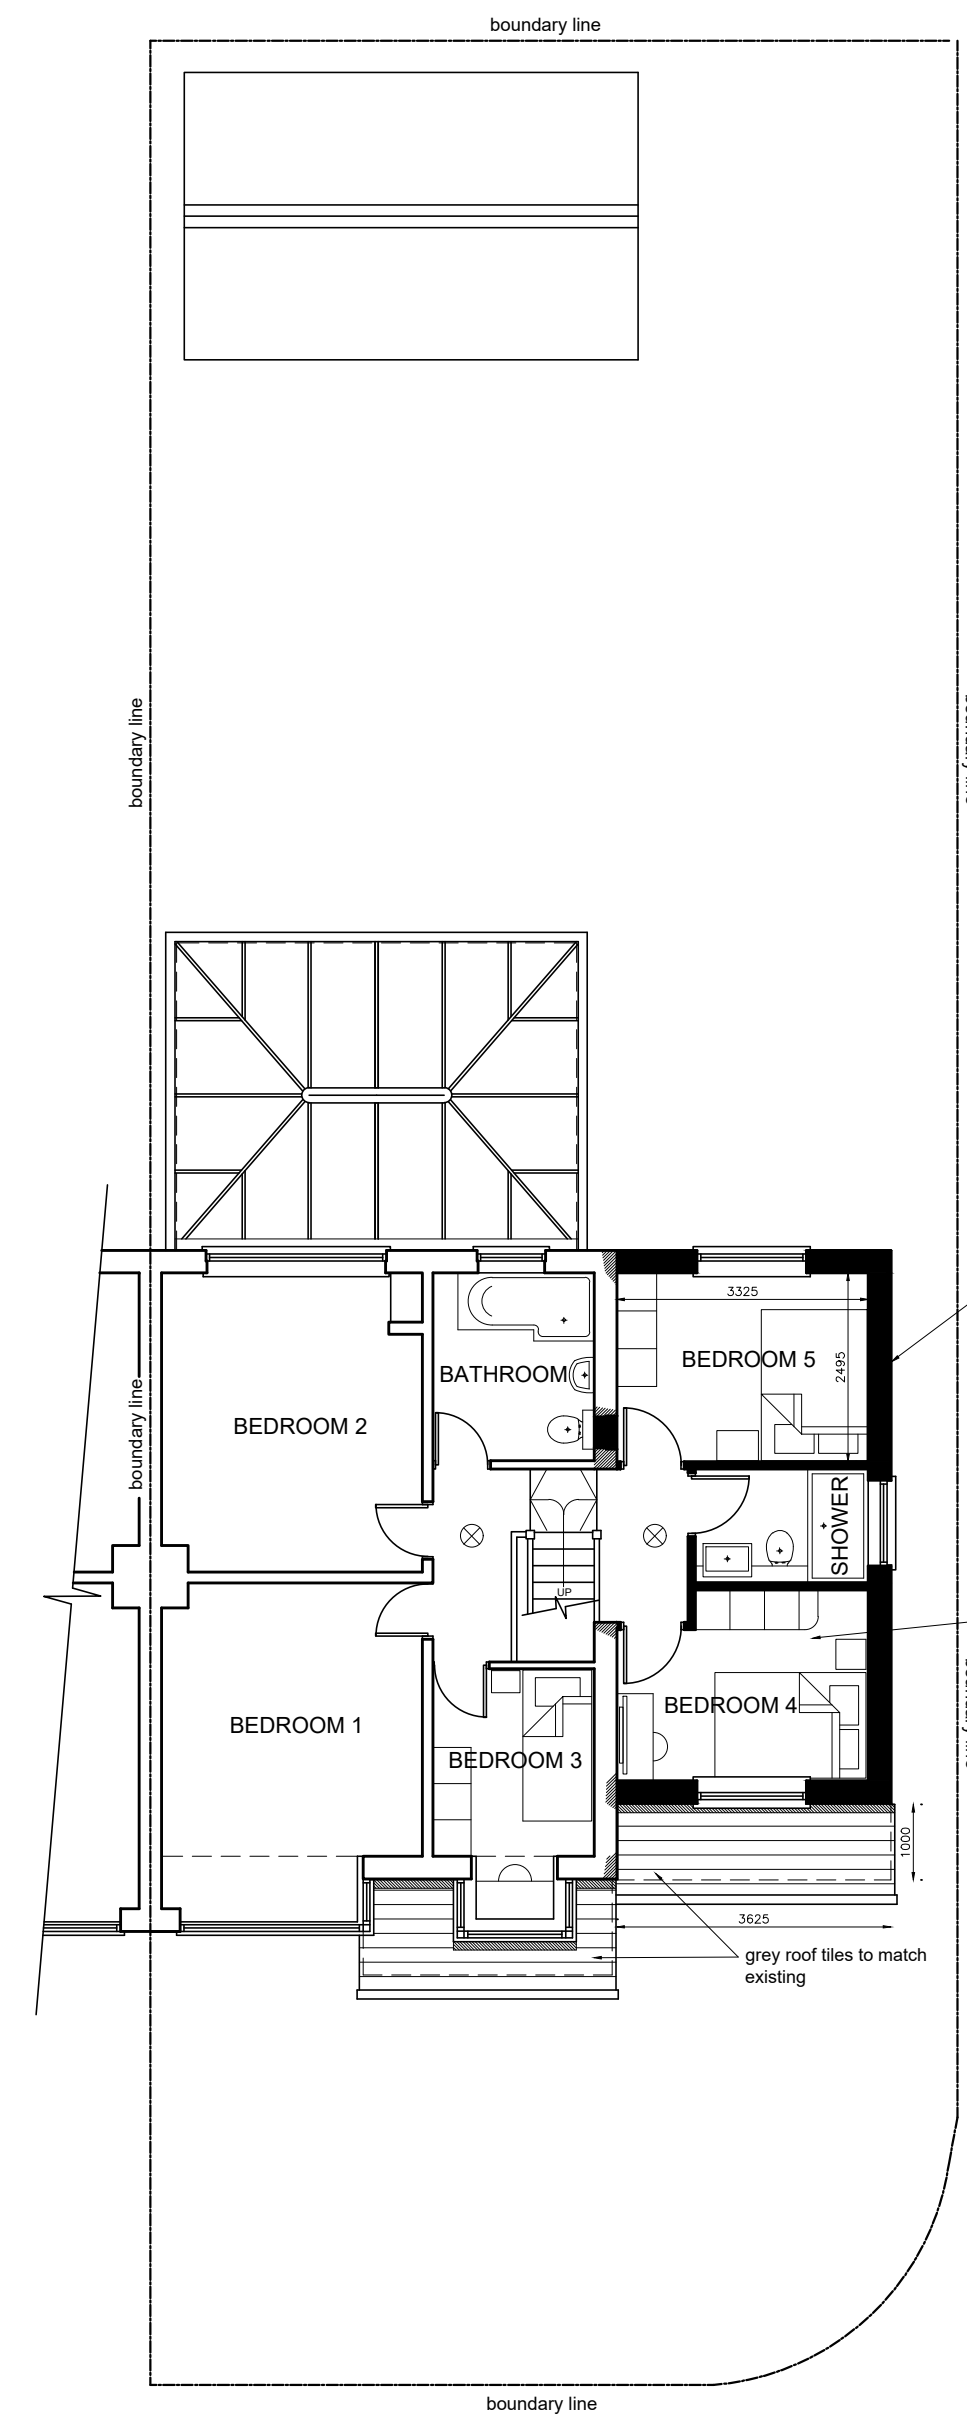 boundary line
boundary line
3325
BEDROOM 5
2495
BATHROOM
boundary line
BEDROOM 2
SHOWER
UP
BEDROOM 4
BEDROOM 1
BEDROOM 3
1000
3625
grey roof tiles to match
existing
boundary line